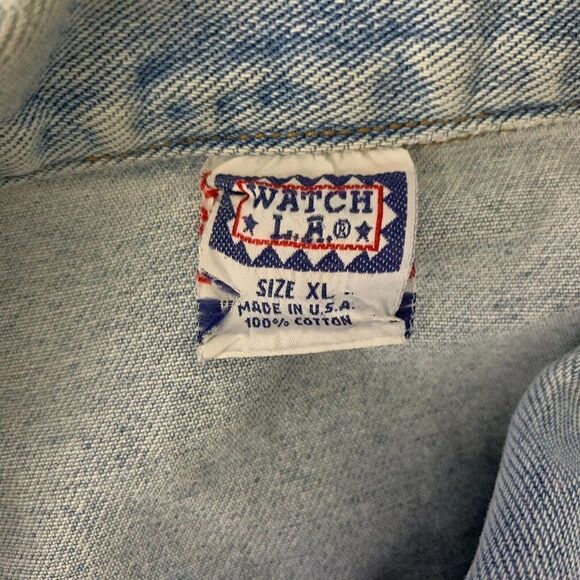 WATCH
★ L.A.® ★
SIZE XL
MADE IN U.S.A.
100% COTTON